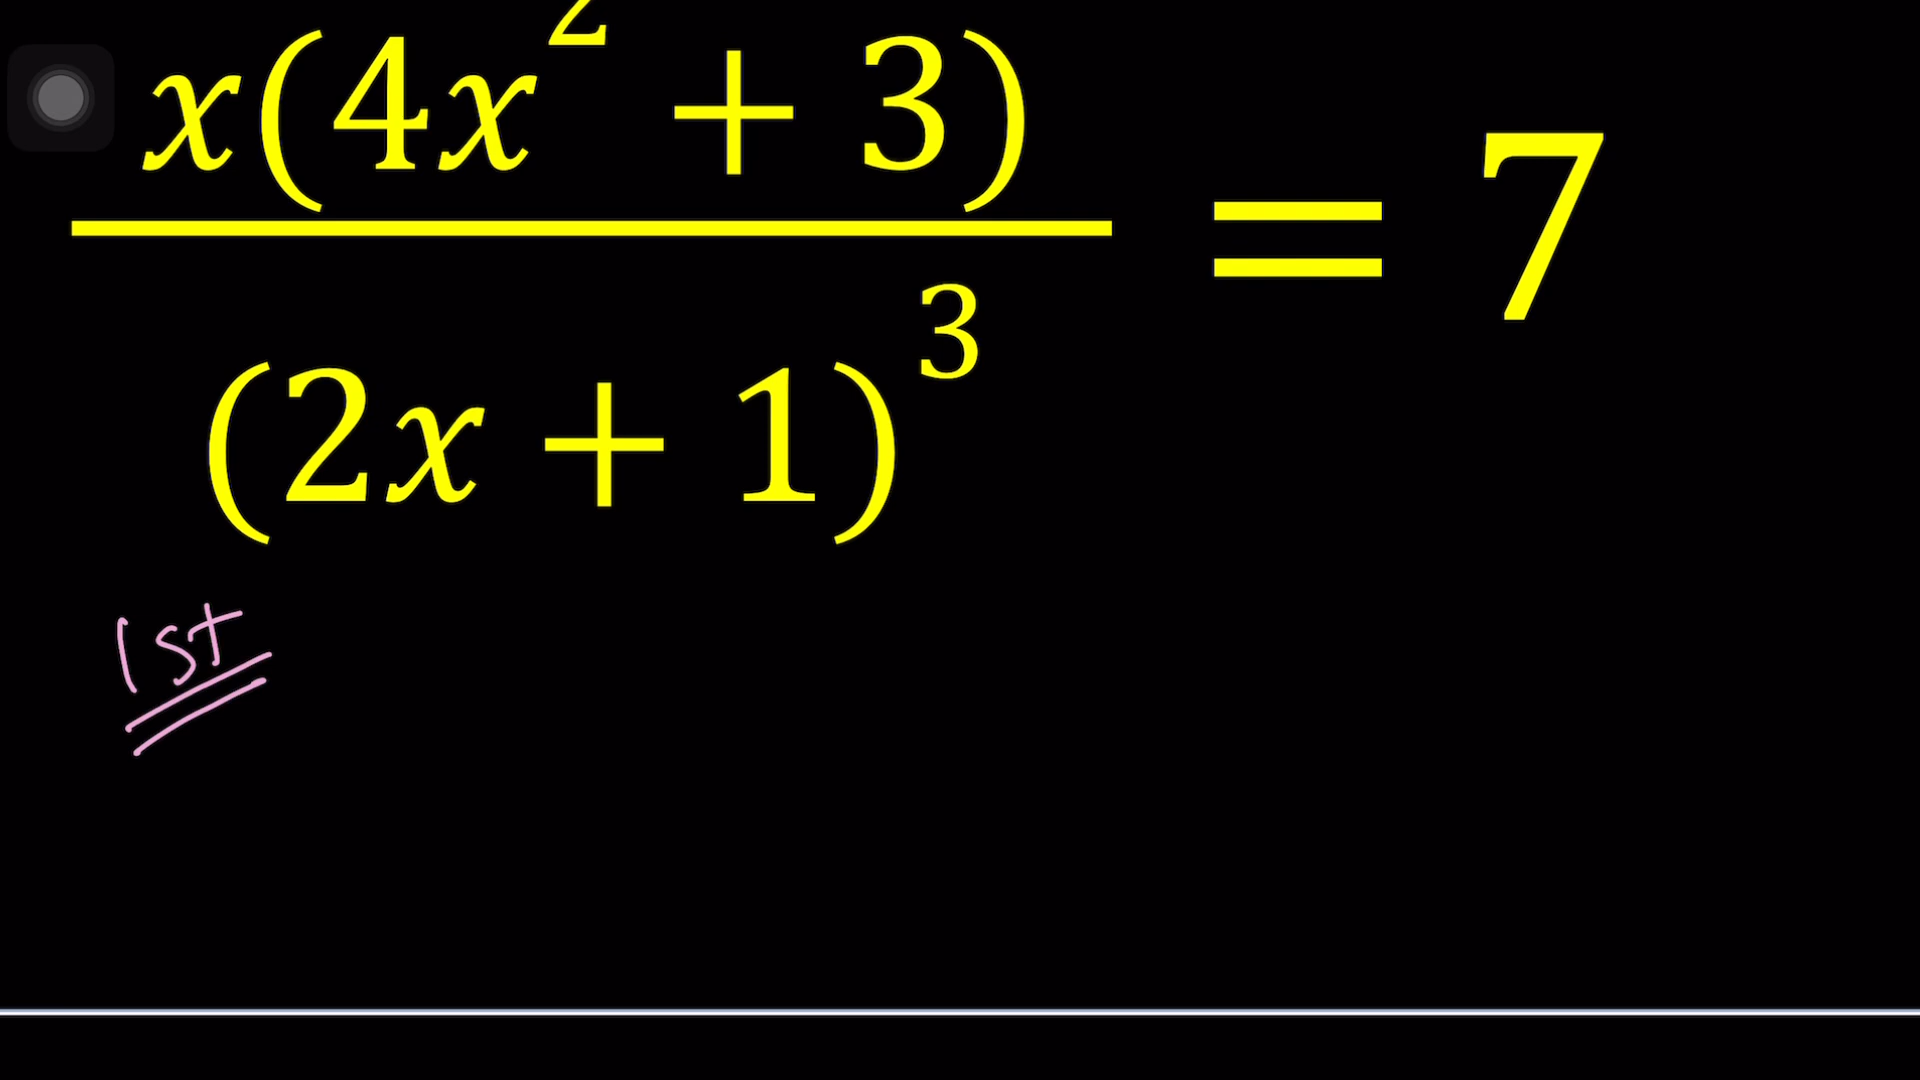 x(4x² + 3)
= 7
(2x + 1)³
1st